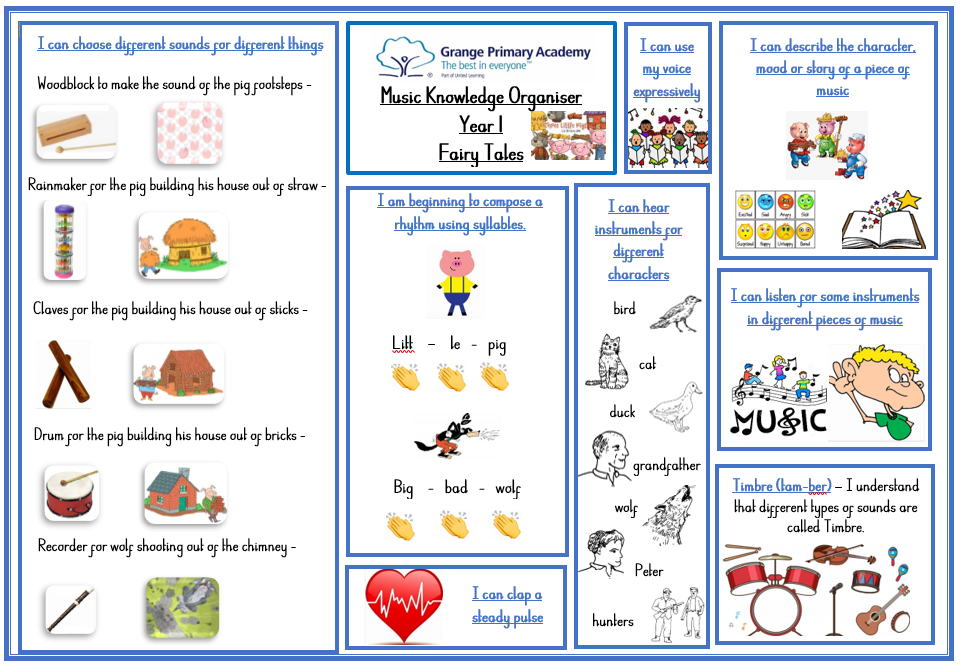 I can choose different sounds for different things
Woodblock to make the sound of the pig footsteps -
Rainmaker for the pig building his house out of straw -
Claves for the pig building his house out of sticks -
Drum for the pig building his house out of bricks -
Recorder for wolf shooting out of the chimney -
Grange Primary Academy
The best in everyone™
Part of United Learning
Music Knowledge Organiser
Year 1
Fairy Tales
Three Little Pigs
I am beginning to compose a
rhythm using syllables.
Litt - le - pig
Big - bad - wolf
I can clap a
steady pulse
I can use
my voice
expressively
I can hear
instruments for
different
characters
bird
cat
duck
grandfather
wolf
Peter
hunters
I can describe the character,
mood or story of a piece of
music
Excited Sad Angry Sick
Surprised Happy Unhappy Bored
I can listen for some instruments
in different pieces of music
MUSIC
Timbre (tam-ber) – I understand
that different types of sounds are
called Timbre.